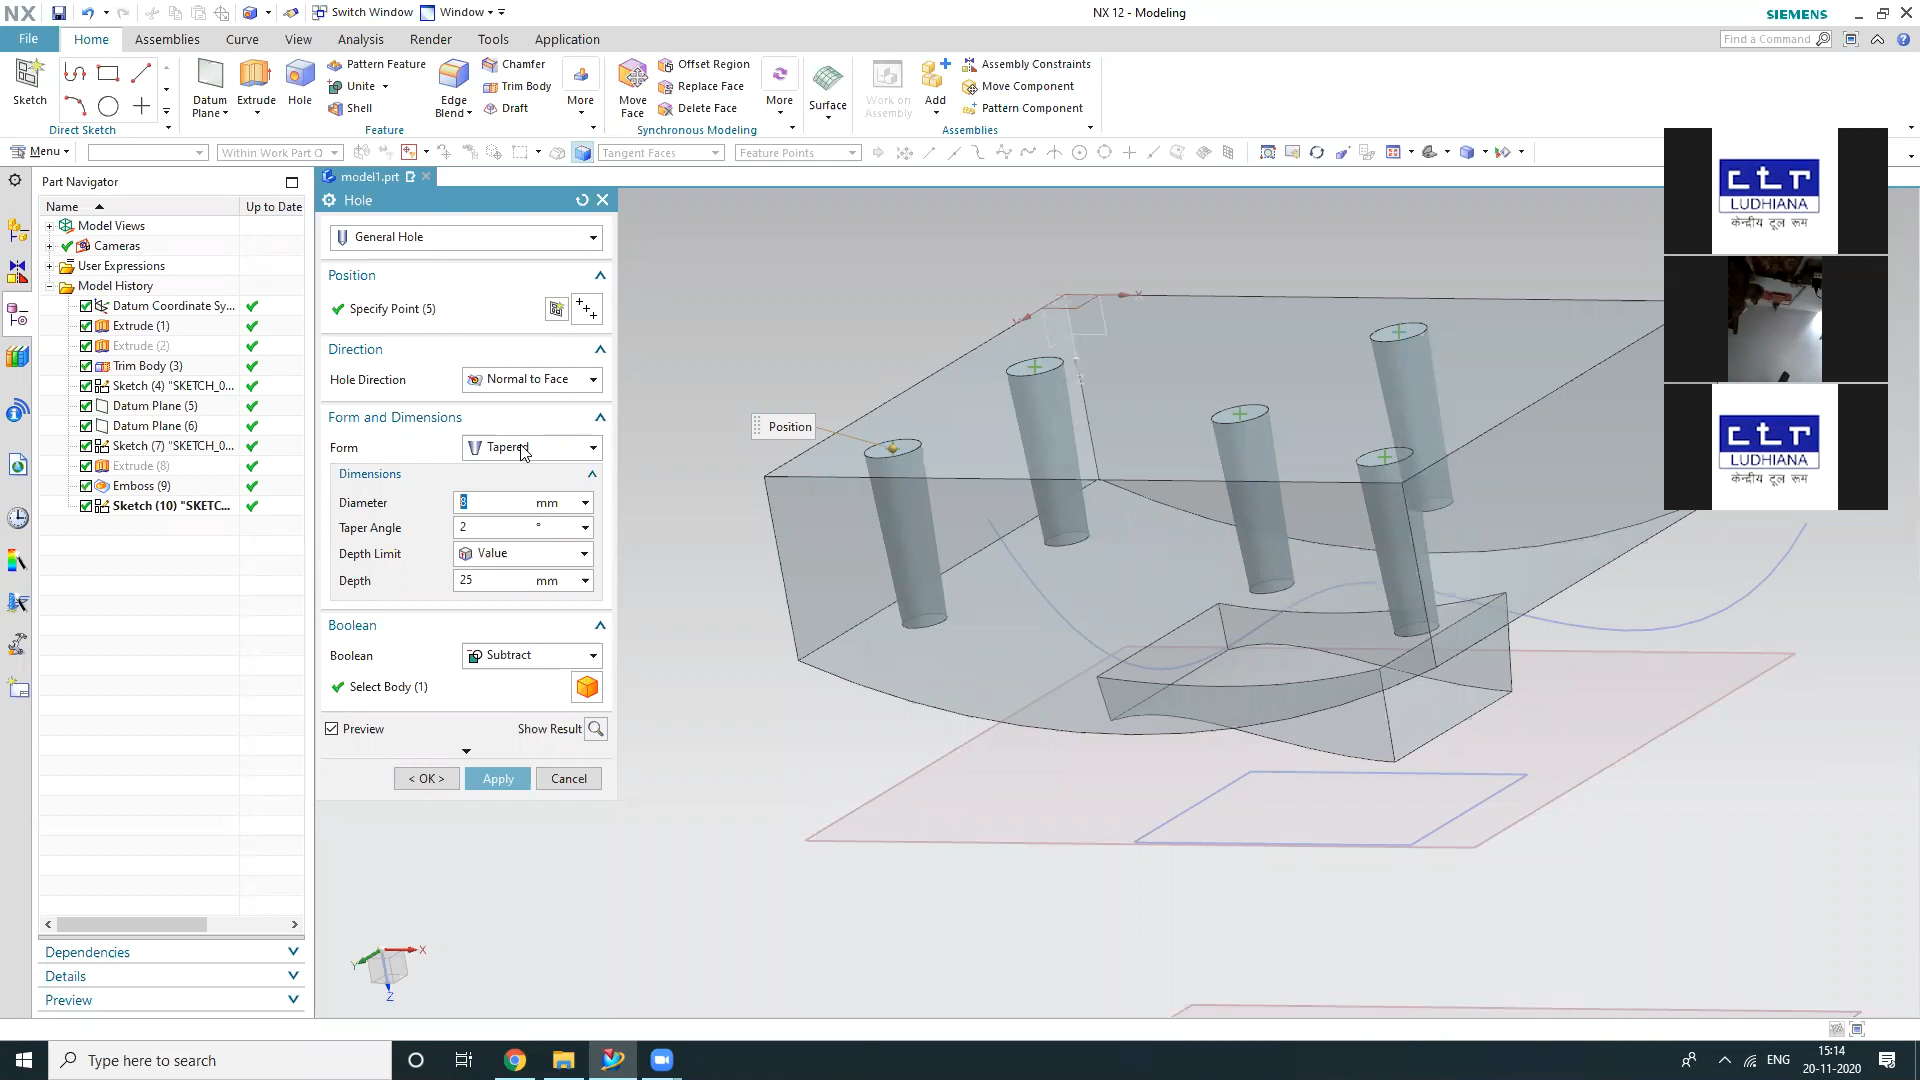 NX
Switch Window
Window
NX 12 - Modeling
SIEMENS
File
Home
Assemblies
Curve
View
Analysis
Render
Tools
Application
Find a Command
Sketch
Direct Sketch
Datum Plane
Extrude
Hole
Pattern Feature
Unite
Shell
Edge Blend
Chamfer
Trim Body
Draft
More
Feature
Move Face
Offset Region
Replace Face
Delete Face
More
Synchronous Modeling
Surface
Work on Assembly
Add
Assembly Constraints
Move Component
Pattern Component
Assemblies
Menu
Within Work Part O
Tangent Faces
Feature Points
Part Navigator
Name
Up to Date
Model Views
Cameras
User Expressions
Model History
Datum Coordinate Sy...
Extrude (1)
Extrude (2)
Trim Body (3)
Sketch (4) "SKETCH_0...
Datum Plane (5)
Datum Plane (6)
Sketch (7) "SKETCH_0...
Extrude (8)
Emboss (9)
Sketch (10) "SKETC...
Dependencies
Details
Preview
model1.prt
Hole
General Hole
Position
Specify Point (5)
Direction
Hole Direction
Normal to Face
Form and Dimensions
Form
Tapered
Dimensions
Diameter
8 mm
Taper Angle
2 °
Depth Limit
Value
Depth
25 mm
Boolean
Boolean
Subtract
Select Body (1)
Preview
Show Result
< OK >
Apply
Cancel
Position
X
X
Y
Z
ctr
LUDHIANA
केन्द्रीय टूल रूम
ctr
LUDHIANA
केन्द्रीय टूल रूम
Type here to search
ENG
15:14
20-11-2020